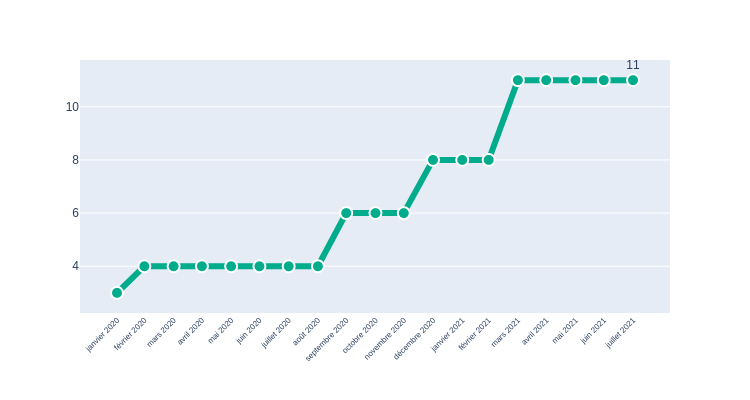 11
10
8
6
4
janvier 2020
février 2020
mars 2020
avril 2020
mai 2020
juin 2020
juillet 2020
août 2020
septembre 2020
octobre 2020
novembre 2020
décembre 2020
janvier 2021
février 2021
mars 2021
avril 2021
mai 2021
juin 2021
juillet 2021